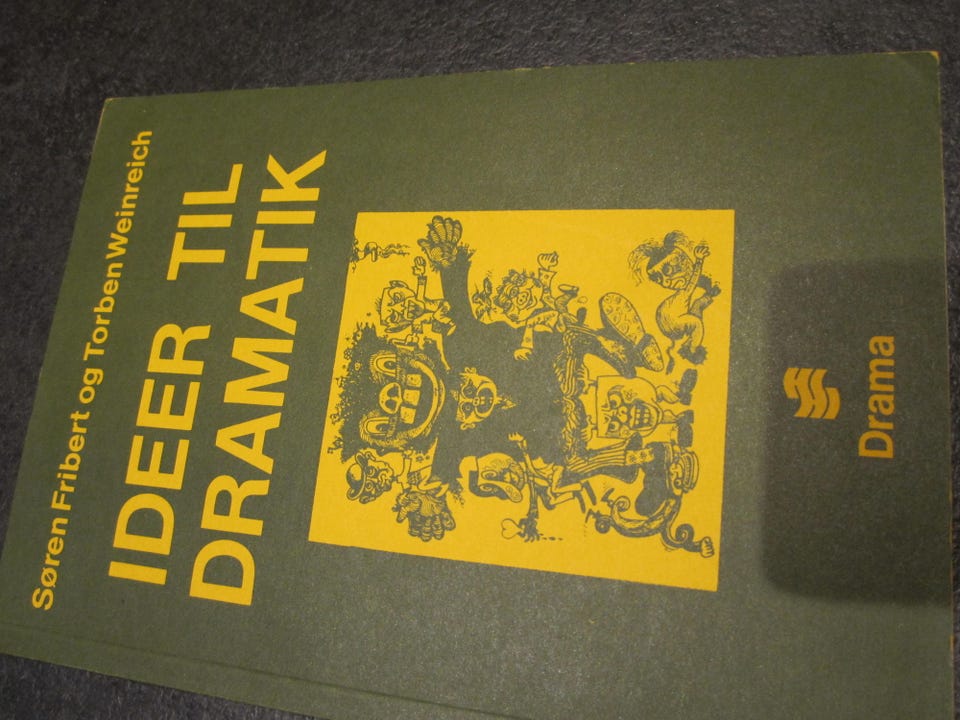 Søren Fribert og Torben Weinreich
IDEER TIL
DRAMATIK
Drama